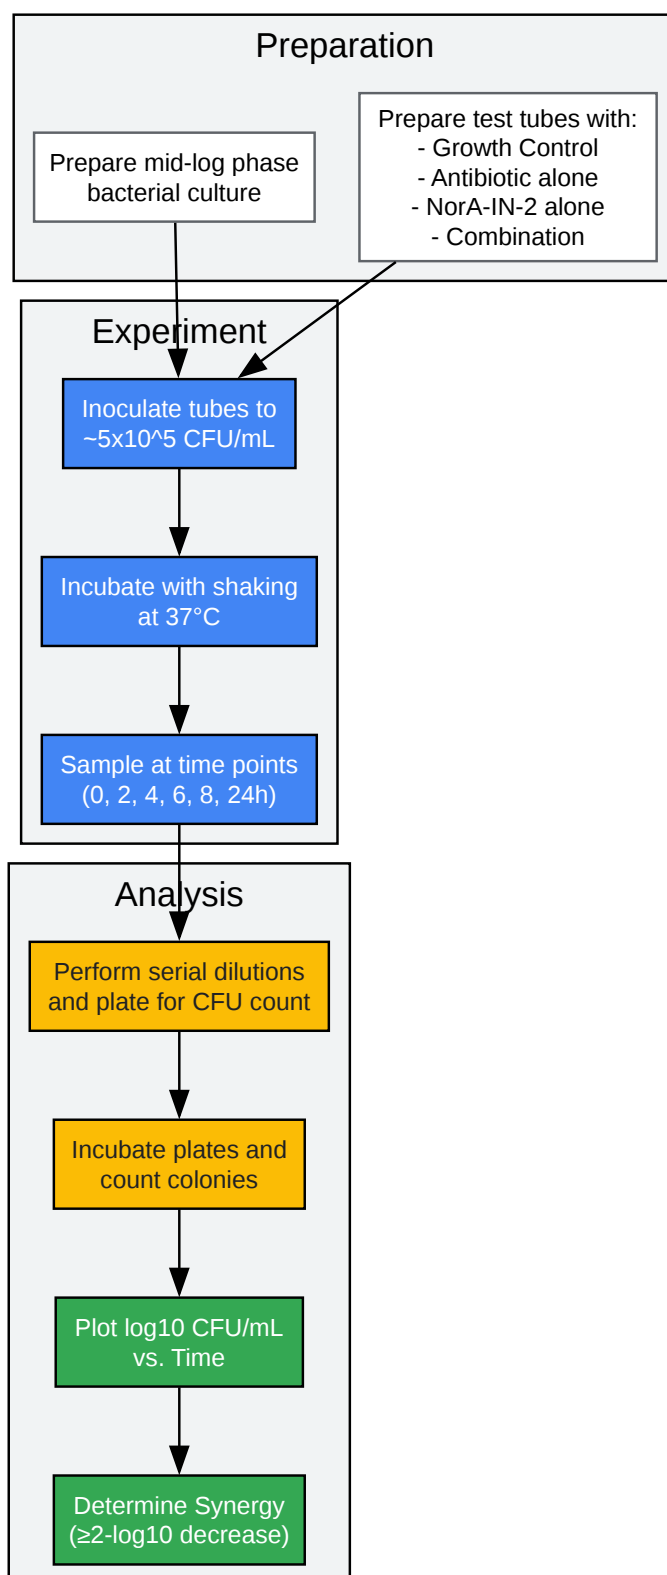 Preparation
Prepare mid-log phase
bacterial culture
Prepare test tubes with:
- Growth Control
- Antibiotic alone
- NorA-IN-2 alone
- Combination
Experiment
Inoculate tubes to
~5x10^5 CFU/mL
Incubate with shaking
at 37°C
Sample at time points
(0, 2, 4, 6, 8, 24h)
Analysis
Perform serial dilutions
and plate for CFU count
Incubate plates and
count colonies
Plot log10 CFU/mL
vs. Time
Determine Synergy
(≥2-log10 decrease)